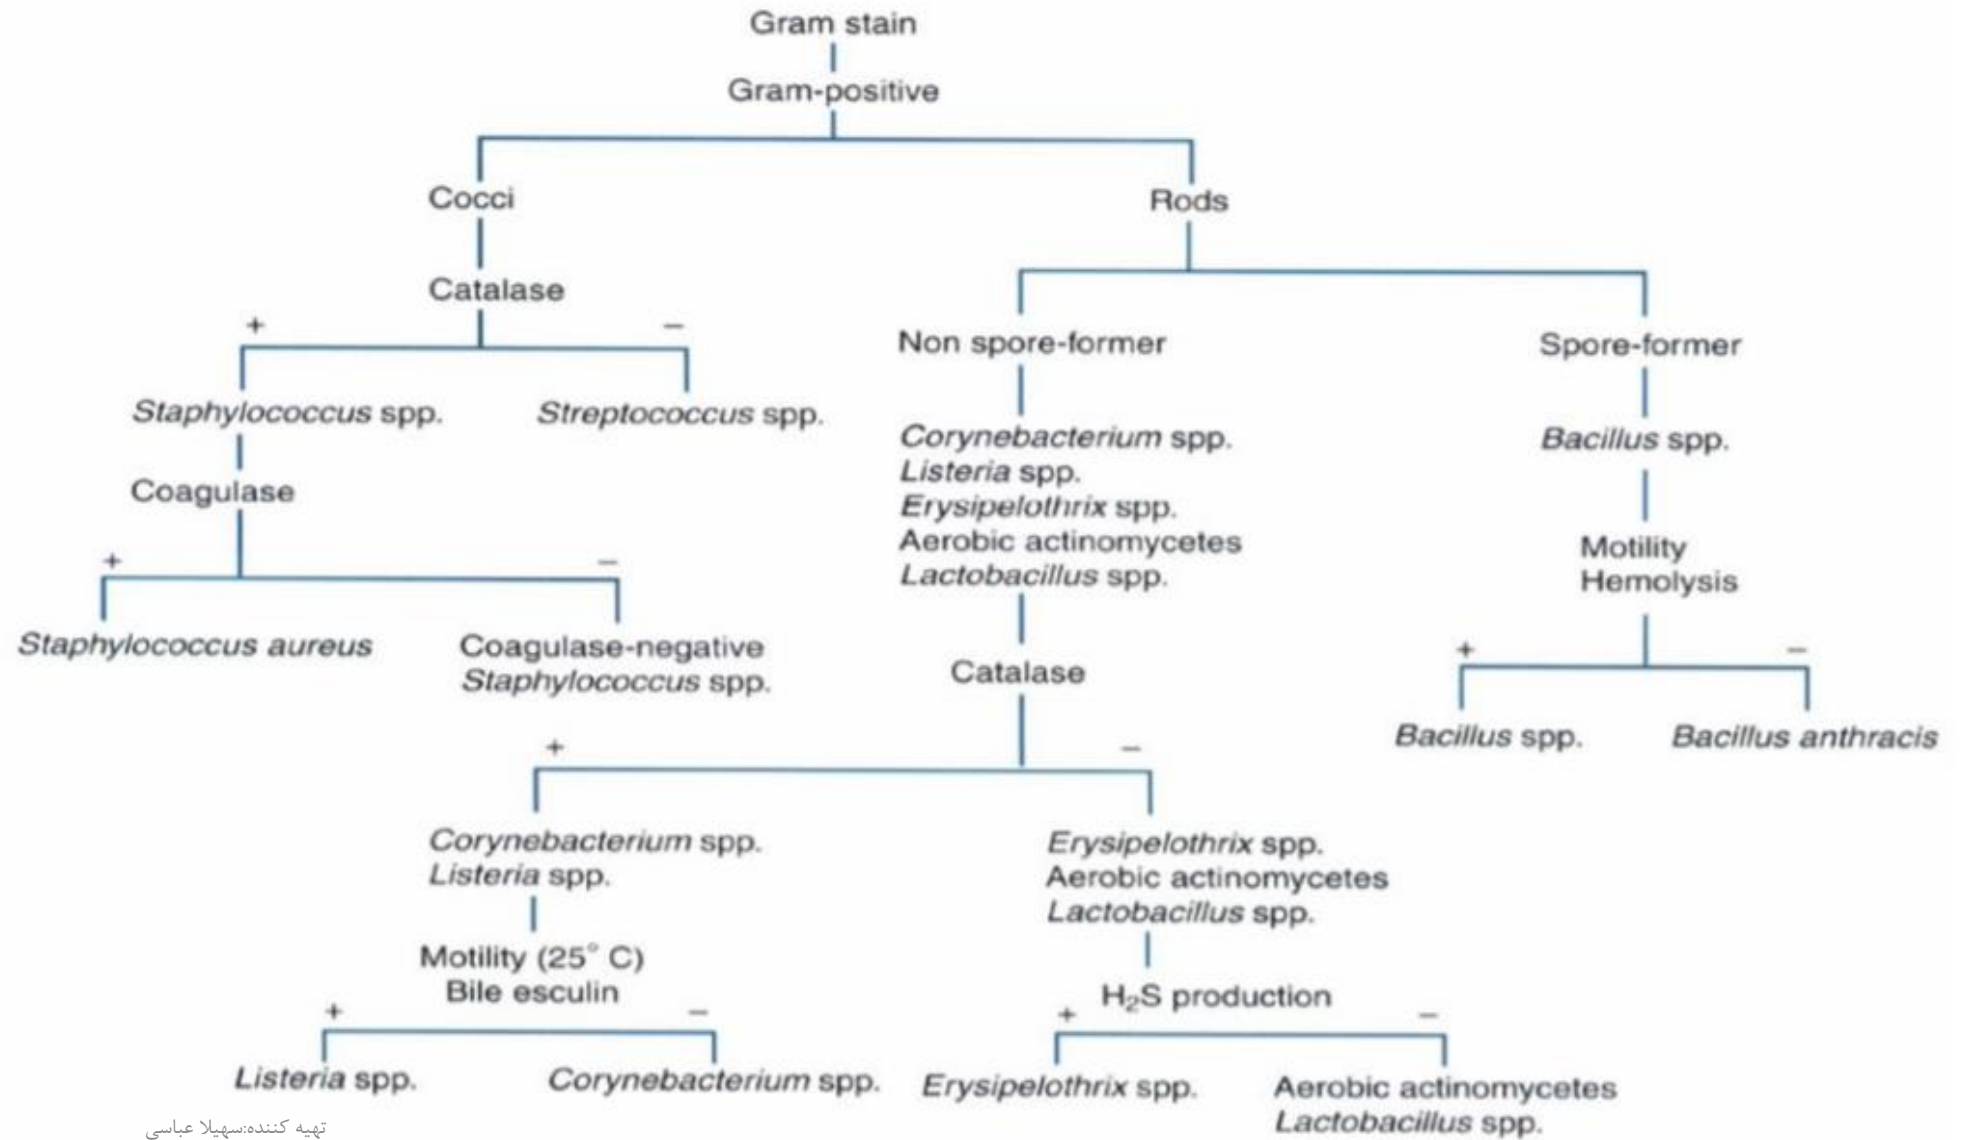 Gram stain
Gram-positive
Cocci
Rods
Catalase
+
−
Non spore-former
Spore-former
Staphylococcus spp.
Streptococcus spp.
Corynebacterium spp.
Listeria spp.
Erysipelothrix spp.
Aerobic actinomycetes
Lactobacillus spp.
Bacillus spp.
Coagulase
Motility
Hemolysis
+
−
Staphylococcus aureus
Coagulase-negative
Staphylococcus spp.
+
−
Catalase
Bacillus spp.
Bacillus anthracis
+
−
Corynebacterium spp.
Listeria spp.
Erysipelothrix spp.
Aerobic actinomycetes
Lactobacillus spp.
Motility (25° C)
Bile esculin
+
−
H₂S production
+
−
Listeria spp.
Corynebacterium spp.
Erysipelothrix spp.
Aerobic actinomycetes
Lactobacillus spp.
تهیه کننده:سهیلا عباسی